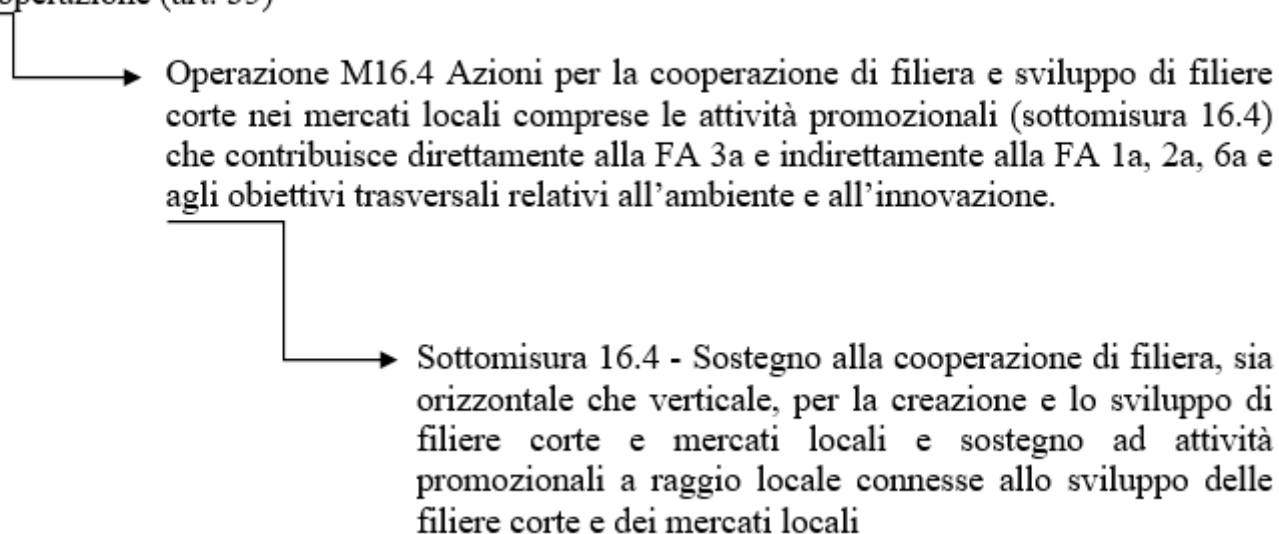 operazione (art. 35)
Operazione M16.4 Azioni per la cooperazione di filiera e sviluppo di filiere
corte nei mercati locali comprese le attività promozionali (sottomisura 16.4)
che contribuisce direttamente alla FA 3a e indirettamente alla FA 1a, 2a, 6a e
agli obiettivi trasversali relativi all’ambiente e all’innovazione.
Sottomisura 16.4 - Sostegno alla cooperazione di filiera, sia
orizzontale che verticale, per la creazione e lo sviluppo di
filiere corte e mercati locali e sostegno ad attività
promozionali a raggio locale connesse allo sviluppo delle
filiere corte e dei mercati locali